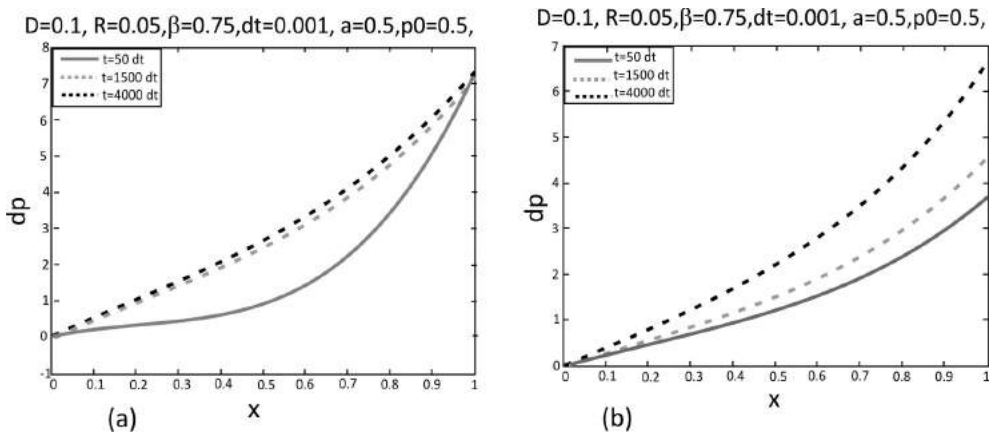 D=0.1, R=0.05,β=0.75,dt=0.001, a=0.5,p0=0.5,
8
7
6
5
4
3
2
1
0
-1
t=50 dt
t=1500 dt
t=4000 dt
dp
0 0.1 0.2 0.3 0.4 0.5 0.6 0.7 0.8 0.9 1
(a)
x
D=0.1, R=0.05,β=0.75,dt=0.001, a=0.5,p0=0.5,
7
6
5
4
3
2
1
0
t=50 dt
t=1500 dt
t=4000 dt
dp
0 0.1 0.2 0.3 0.4 0.5 0.6 0.7 0.8 0.9 1
(b)
x